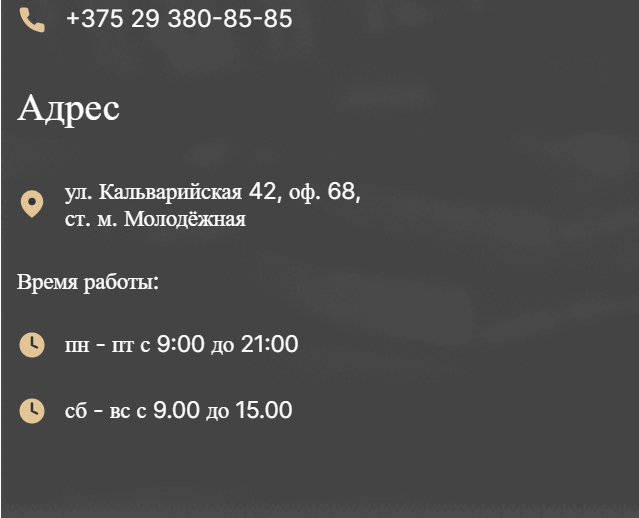 +375 29 380-85-85
Адрес
ул. Кальварийская 42, оф. 68,
ст. м. Молодёжная
Время работы:
пн - пт с 9:00 до 21:00
сб - вс с 9.00 до 15.00